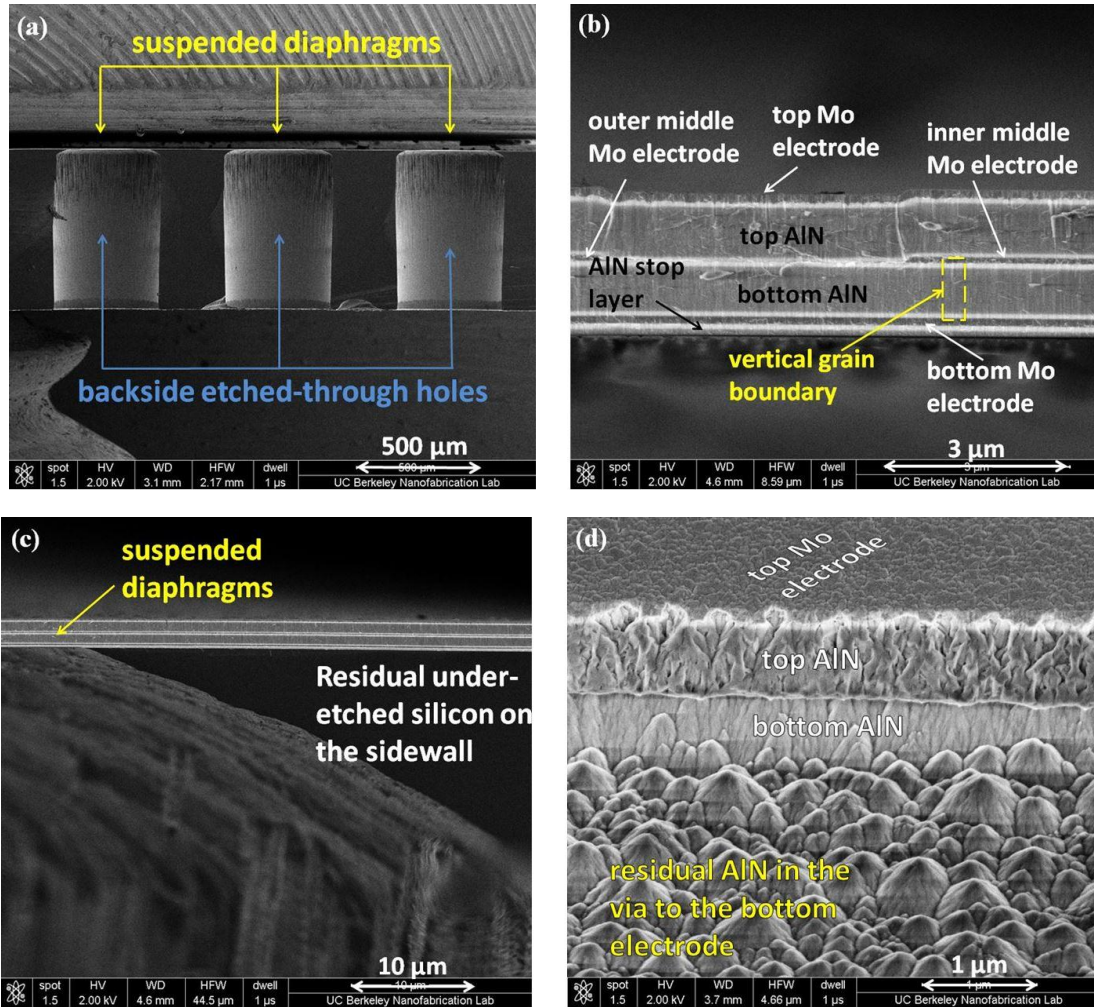 (a)
suspended diaphragms
backside etched-through holes
500 µm
spot HV WD HFW dwell
500 µm
1.5 2.00 kV 3.1 mm 2.17 mm 1 µs UC Berkeley Nanofabrication Lab
(b)
outer middle
Mo electrode
top Mo
electrode
inner middle
Mo electrode
top AlN
AlN stop
layer
bottom AlN
vertical grain
boundary
bottom Mo
electrode
3 µm
spot HV WD HFW dwell
3 µm
1.5 2.00 kV 4.6 mm 8.59 µm 1 µs UC Berkeley Nanofabrication Lab
(c)
suspended
diaphragms
Residual under-
etched silicon on
the sidewall
10 µm
spot HV WD HFW dwell
10 µm
1.5 2.00 kV 4.6 mm 44.5 µm 1 µs UC Berkeley Nanofabrication Lab
(d)
top Mo
electrode
top AlN
bottom AlN
residual AlN in the
via to the bottom
electrode
1 µm
spot HV WD HFW dwell
1 µm
1.5 2.00 kV 3.7 mm 4.66 µm 1 µs UC Berkeley Nanofabrication Lab